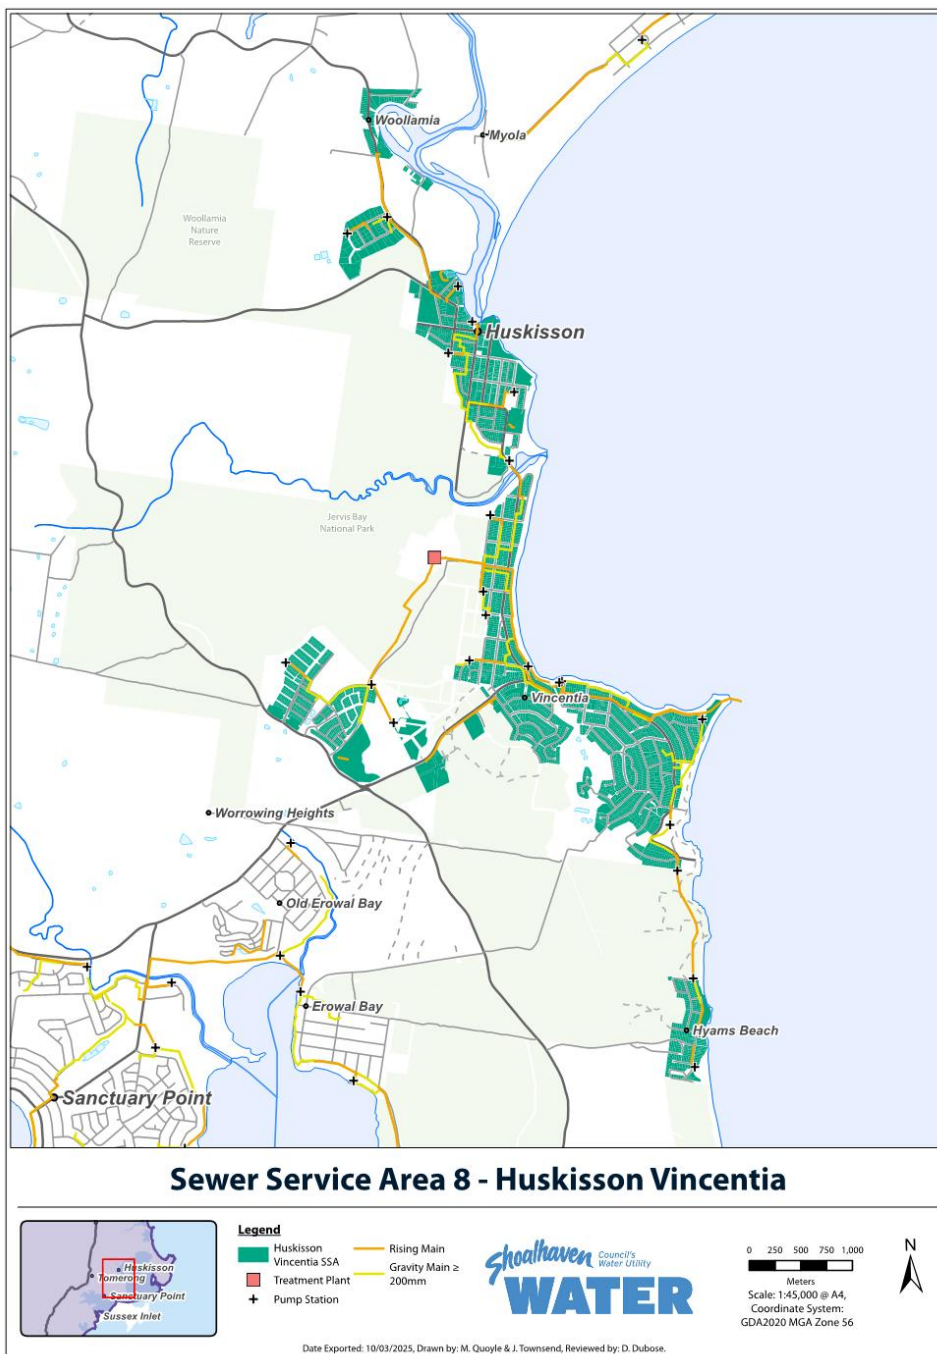 Woollamia
Myola
Woollamia
Nature
Reserve
Huskisson
Jervis Bay
National Park
Vincentia
Worrowing Heights
Old Erowal Bay
Erowal Bay
Hyams Beach
Sanctuary Point
Sewer Service Area 8 - Huskisson Vincentia
Huskisson
Tomerong
Sanctuary Point
Sussex Inlet
Legend
Huskisson
Vincentia SSA
Treatment Plant
Pump Station
Rising Main
Gravity Main ≥
200mm
Shoalhaven
Council's
Water Utility
WATER
0 250 500 750 1,000
Meters
Scale: 1:45,000 @ A4,
Coordinate System:
GDA2020 MGA Zone 56
N
Date Exported: 10/03/2025, Drawn by: M. Quoyle & J. Townsend, Reviewed by: D. Dubose.